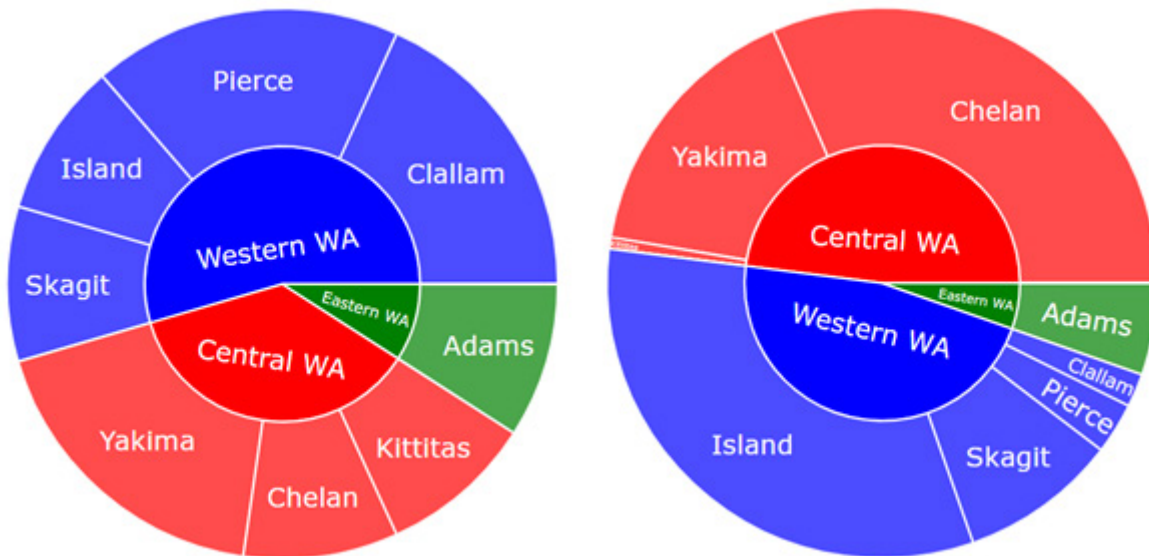 Pierce
Clallam
Island
Skagit
Western WA
Eastern WA
Central WA
Adams
Yakima
Chelan
Kittitas
Chelan
Yakima
Central WA
Eastern WA
Western WA
Adams
Clallam
Pierce
Skagit
Island